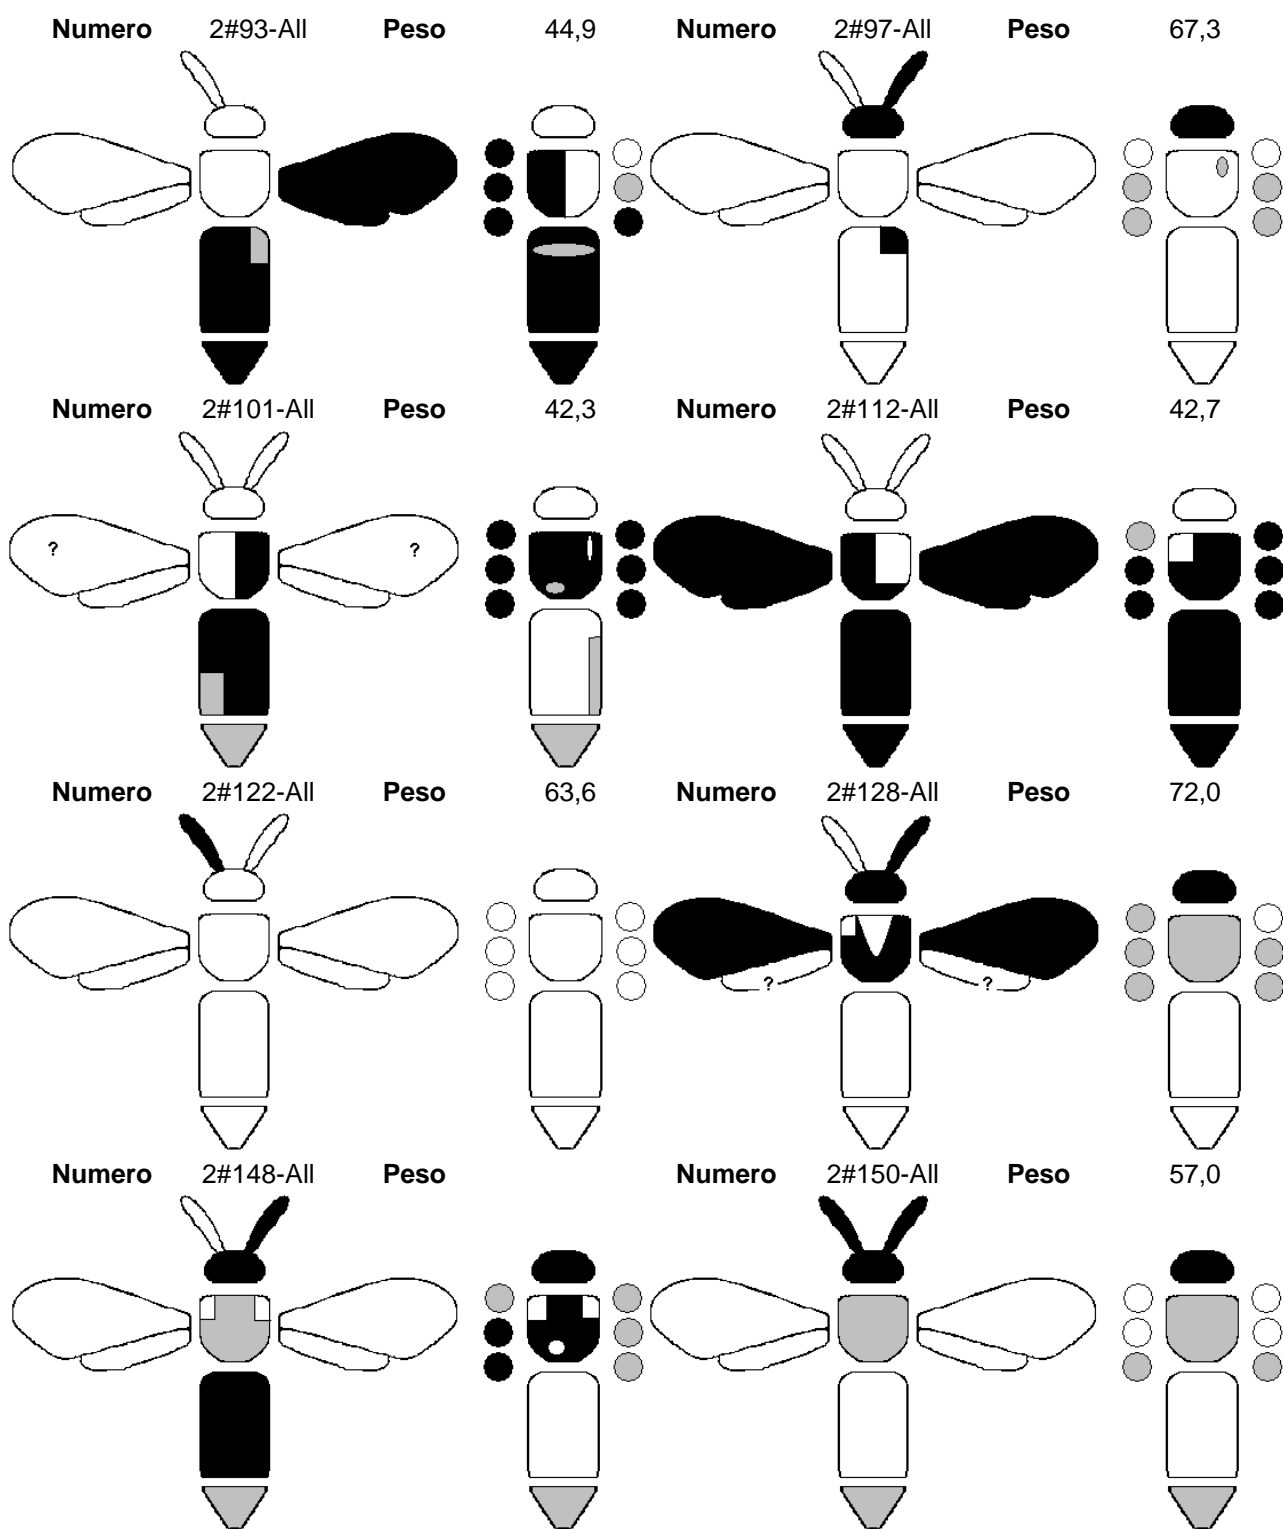 Numero 2#93-All Peso 44,9 Numero 2#97-All Peso 67,3
Numero 2#101-All Peso 42,3 Numero 2#112-All Peso 42,7
? ?
Numero 2#122-All Peso 63,6 Numero 2#128-All Peso 72,0
? ?
Numero 2#148-All Peso Numero 2#150-All Peso 57,0